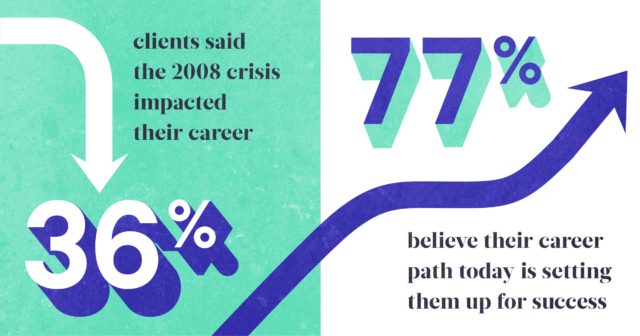 clients said
the 2008 crisis
impacted
their career
36%
77%
believe their career
path today is setting
them up for success